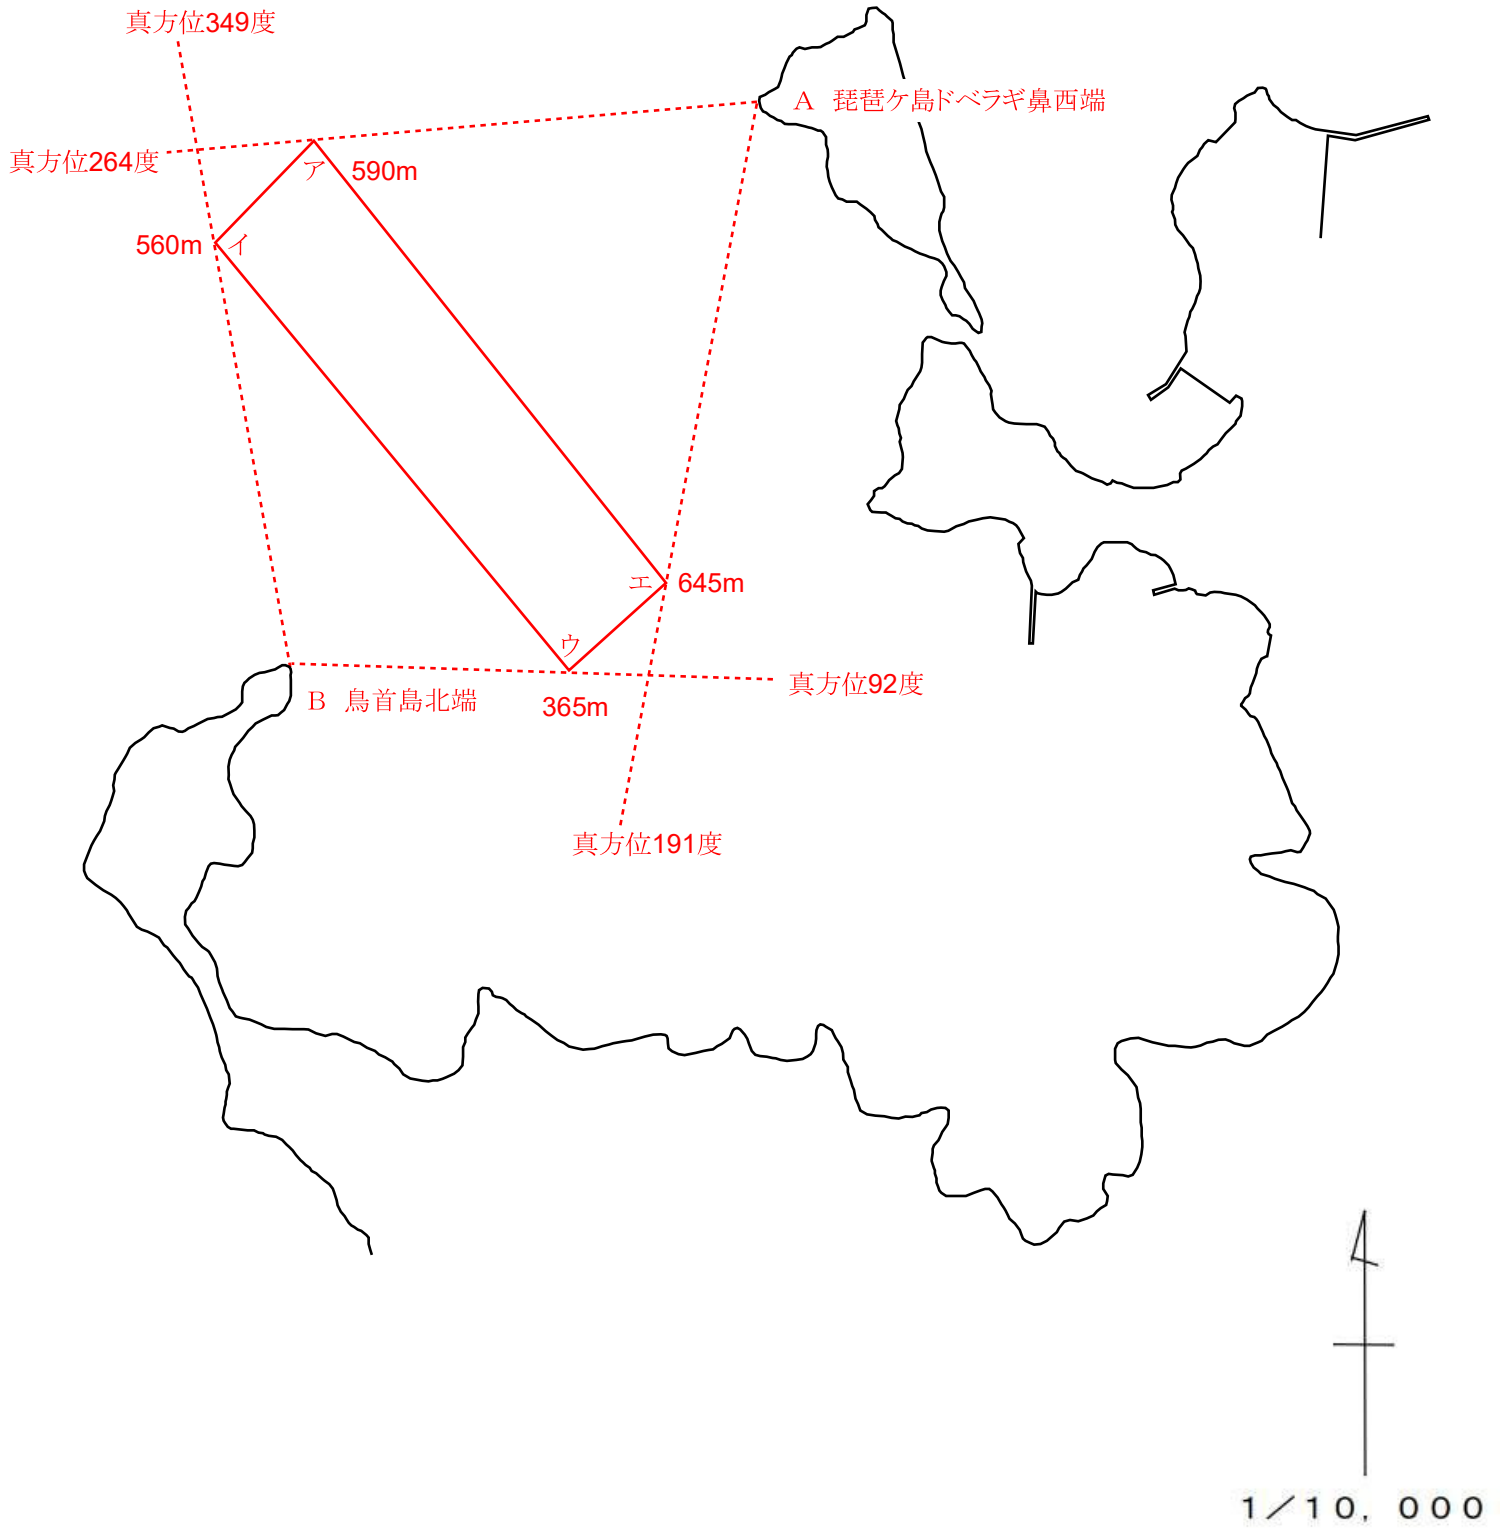 真方位349度
A 琵琶ケ島ドベラギ鼻西端
真方位264度
ア
590m
560m
イ
エ
645m
ウ
真方位92度
B 鳥首島北端
365m
真方位191度
1/10,000